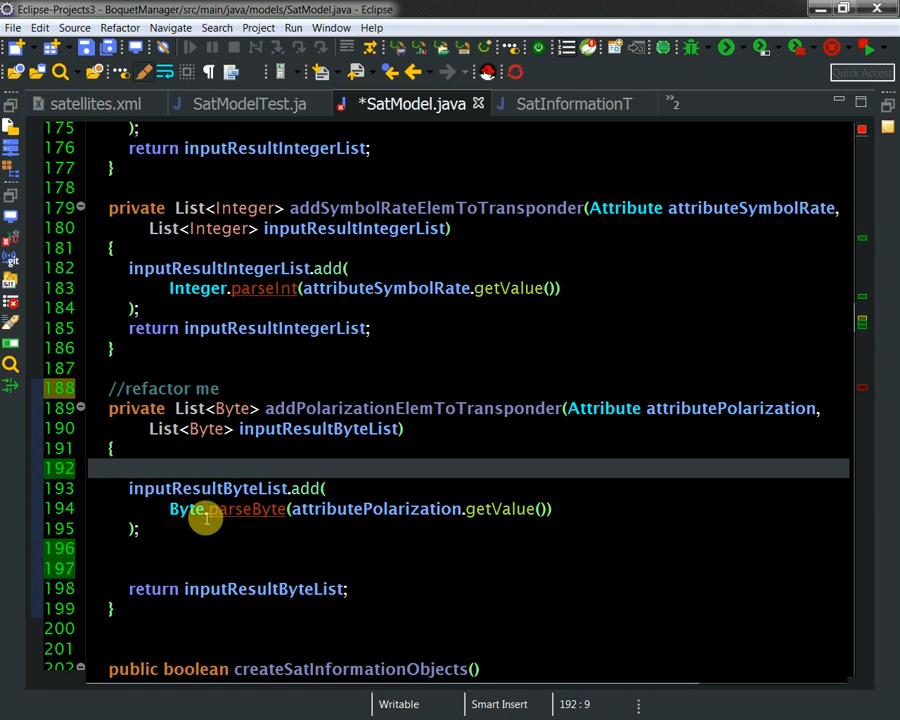 Eclipse-Projects3 - BoquetManager/src/main/java/models/SatModel.java - Eclipse
File Edit Source Refactor Navigate Search Project Run Window Help
Quick Access
satellites.xml SatModelTest.ja *SatModel.java SatInformationT »2
175 );
176 return inputResultIntegerList;
177 }
178
179 private List<Integer> addSymbolRateElemToTransponder(Attribute attributeSymbolRate,
180 List<Integer> inputResultIntegerList)
181 {
182 inputResultIntegerList.add(
183 Integer.parseInt(attributeSymbolRate.getValue())
184 );
185 return inputResultIntegerList;
186 }
187
188 //refactor me
189 private List<Byte> addPolarizationElemToTransponder(Attribute attributePolarization,
190 List<Byte> inputResultByteList)
191 {
192
193 inputResultByteList.add(
194 Byte.parseByte(attributePolarization.getValue())
195 );
196
197
198 return inputResultByteList;
199 }
200
201
202 public boolean createSatInformationObjects()
Writable Smart Insert 192 : 9